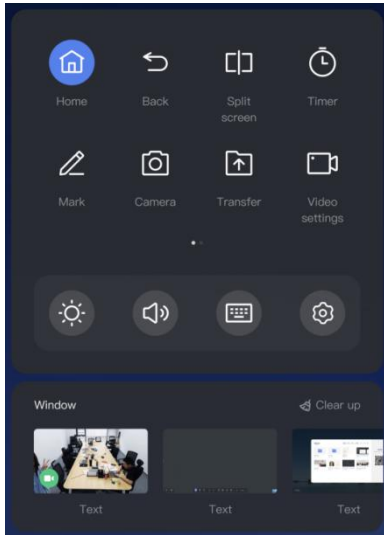 Home
Back
Split
screen
Timer
Mark
Camera
Transfer
Video
settings
Window
Clear up
Text
Text
Text